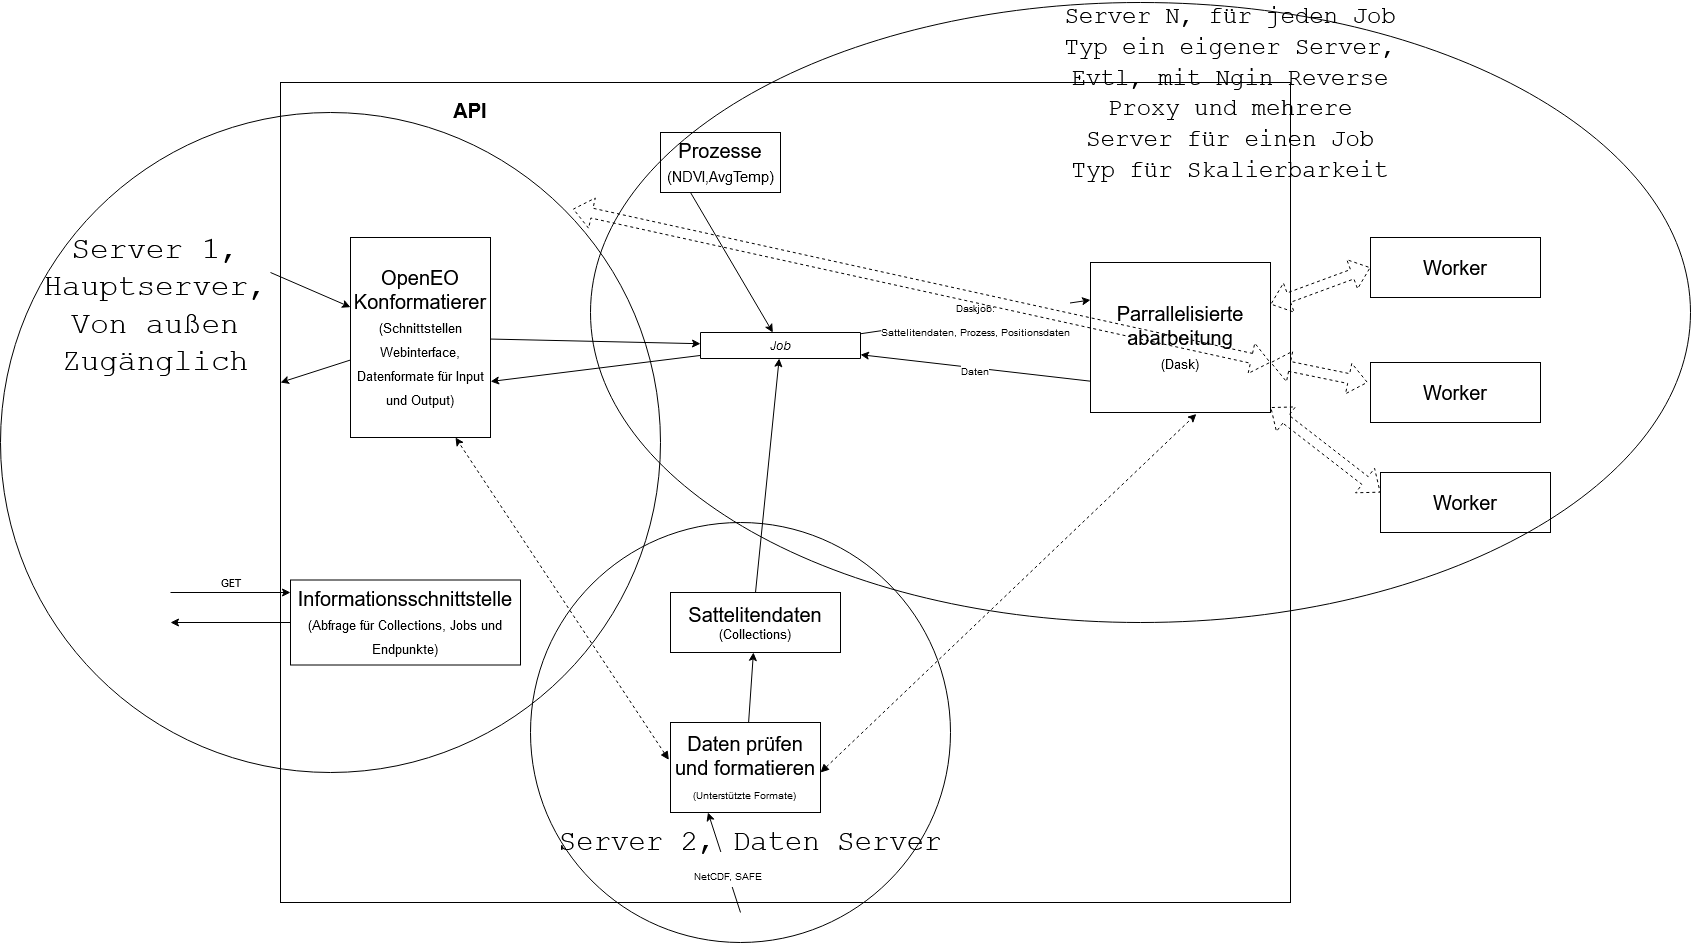 Server N, für jeden Job
Typ ein eigener Server,
Evtl, mit Ngin Reverse
Proxy und mehrere
Server für einen Job
Typ für Skalierbarkeit
API
Prozesse
(NDVI,AvgTemp)
Server 1,
Hauptserver,
Von außen
Zugänglich
OpenEO
Konformatierer
(Schnittstellen
Webinterface,
Datenformate für Input
und Output)
Job
Daskjob:
Sattelitendaten, Prozess, Positionsdaten
Daten
Parrallelisierte
abarbeitung
(Dask)
Worker
Worker
Worker
GET
Informationsschnittstelle
(Abfrage für Collections, Jobs und
Endpunkte)
Sattelitendaten
(Collections)
Daten prüfen
und formatieren
(Unterstützte Formate)
Server 2, Daten Server
NetCDF, SAFE